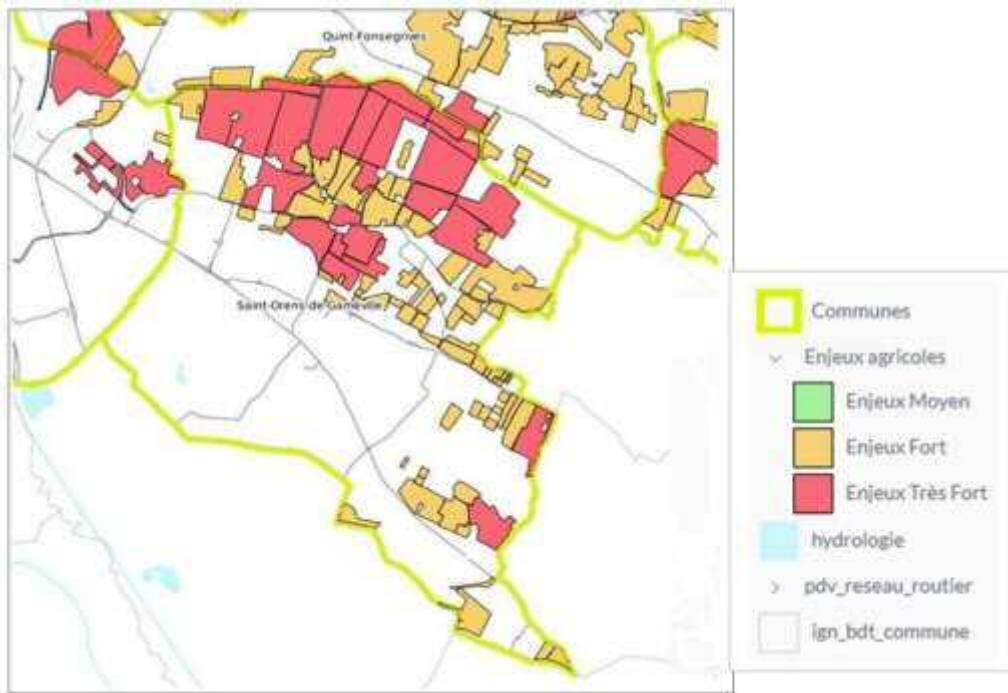 Quint-Fonsegrives
Saint-Orens-de-Gameville
Communes
Enjeux agricoles
Enjeux Moyen
Enjeux Fort
Enjeux Très Fort
hydrologie
pdv_reseau_routier
ign_bdt_commune